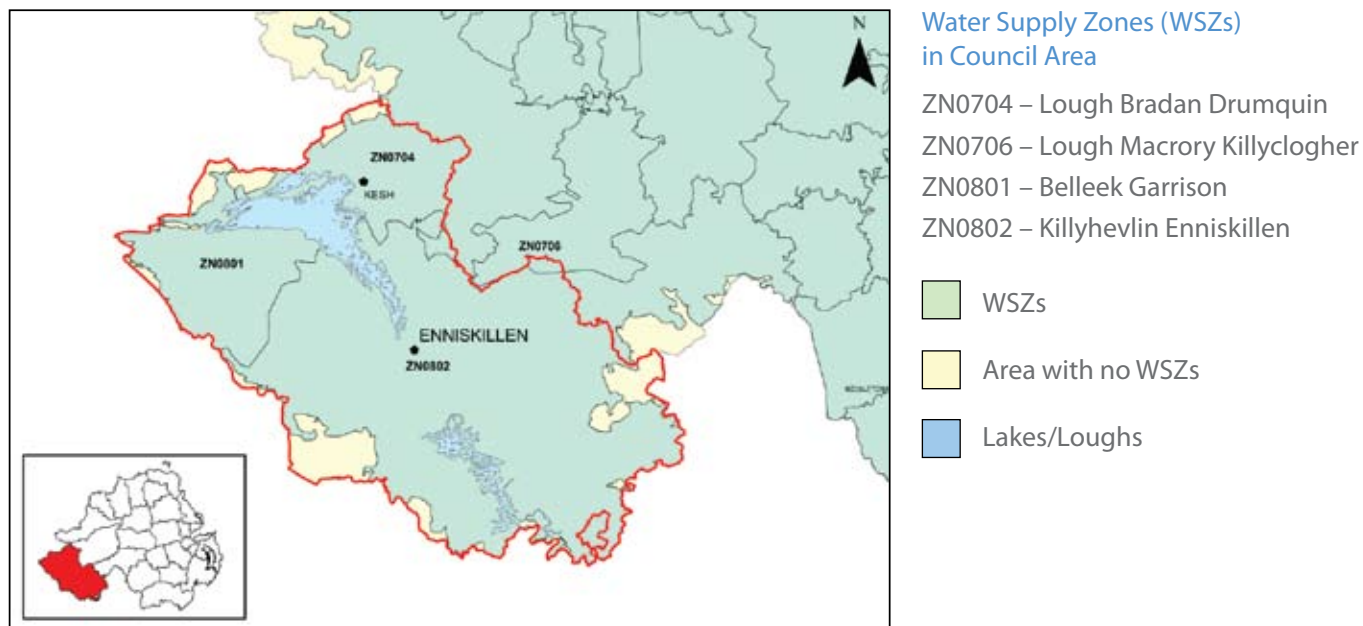 Water Supply Zones (WSZs)
in Council Area
ZN0704 – Lough Bradan Drumquin
ZN0706 – Lough Macrory Killyclogher
ZN0801 – Belleek Garrison
ZN0802 – Killyhevlin Enniskillen
WSZs
Area with no WSZs
Lakes/Loughs
N
ZN0704
KESH
ZN0706
ZN0801
ENNISKILLEN
ZN0802